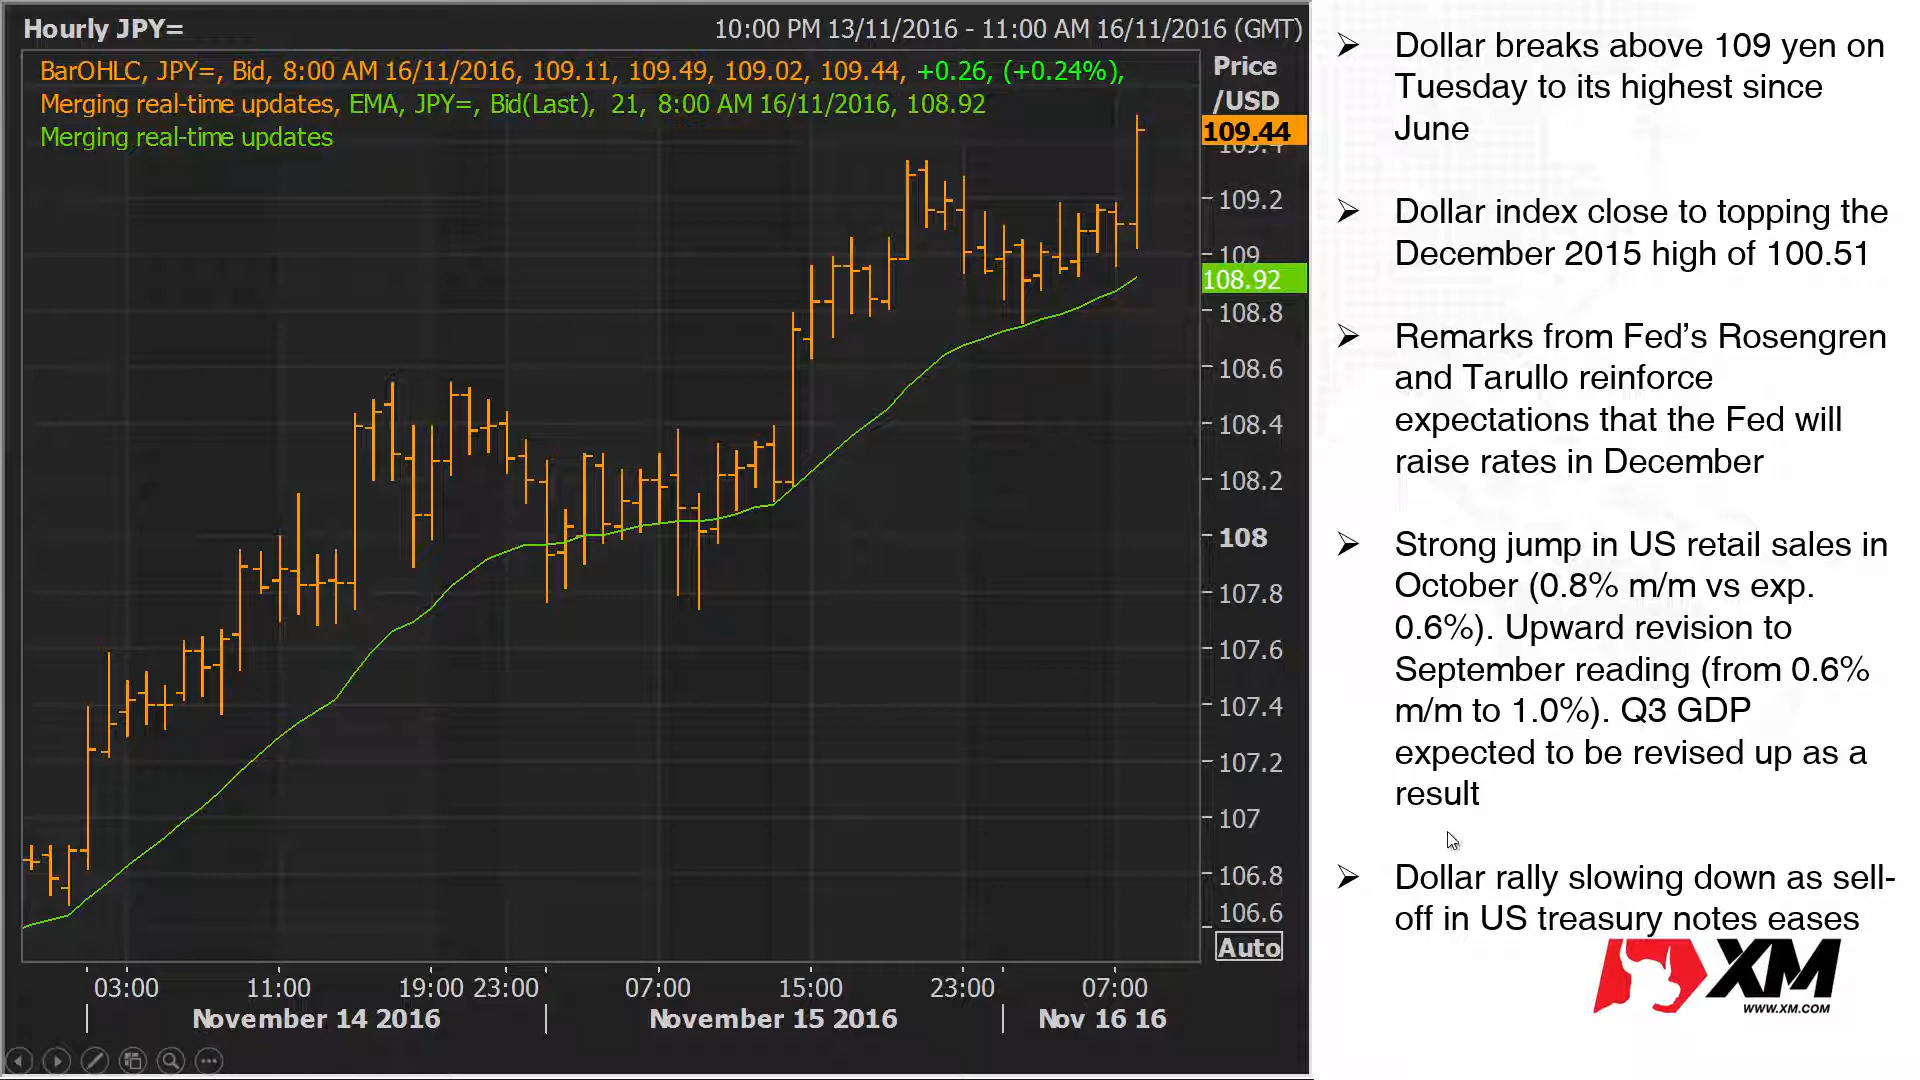 Hourly JPY=
10:00 PM 13/11/2016 - 11:00 AM 16/11/2016 (GMT)
BarOHLC, JPY=, Bid, 8:00 AM 16/11/2016, 109.11, 109.49, 109.02, 109.44, +0.26, (+0.24%),
Merging real-time updates, EMA, JPY=, Bid(Last), 21, 8:00 AM 16/11/2016, 108.92
Merging real-time updates
Price
/USD
109.44
109.4
109.2
109
108.92
108.8
108.6
108.4
108.2
108
107.8
107.6
107.4
107.2
107
106.8
106.6
Auto
03:00
11:00
19:00
23:00
07:00
15:00
23:00
07:00
November 14 2016
November 15 2016
Nov 16 16
➢ Dollar breaks above 109 yen on
Tuesday to its highest since
June
➢ Dollar index close to topping the
December 2015 high of 100.51
➢ Remarks from Fed’s Rosengren
and Tarullo reinforce
expectations that the Fed will
raise rates in December
➢ Strong jump in US retail sales in
October (0.8% m/m vs exp.
0.6%). Upward revision to
September reading (from 0.6%
m/m to 1.0%). Q3 GDP
expected to be revised up as a
result
➢ Dollar rally slowing down as sell-
off in US treasury notes eases
XM
WWW.XM.COM